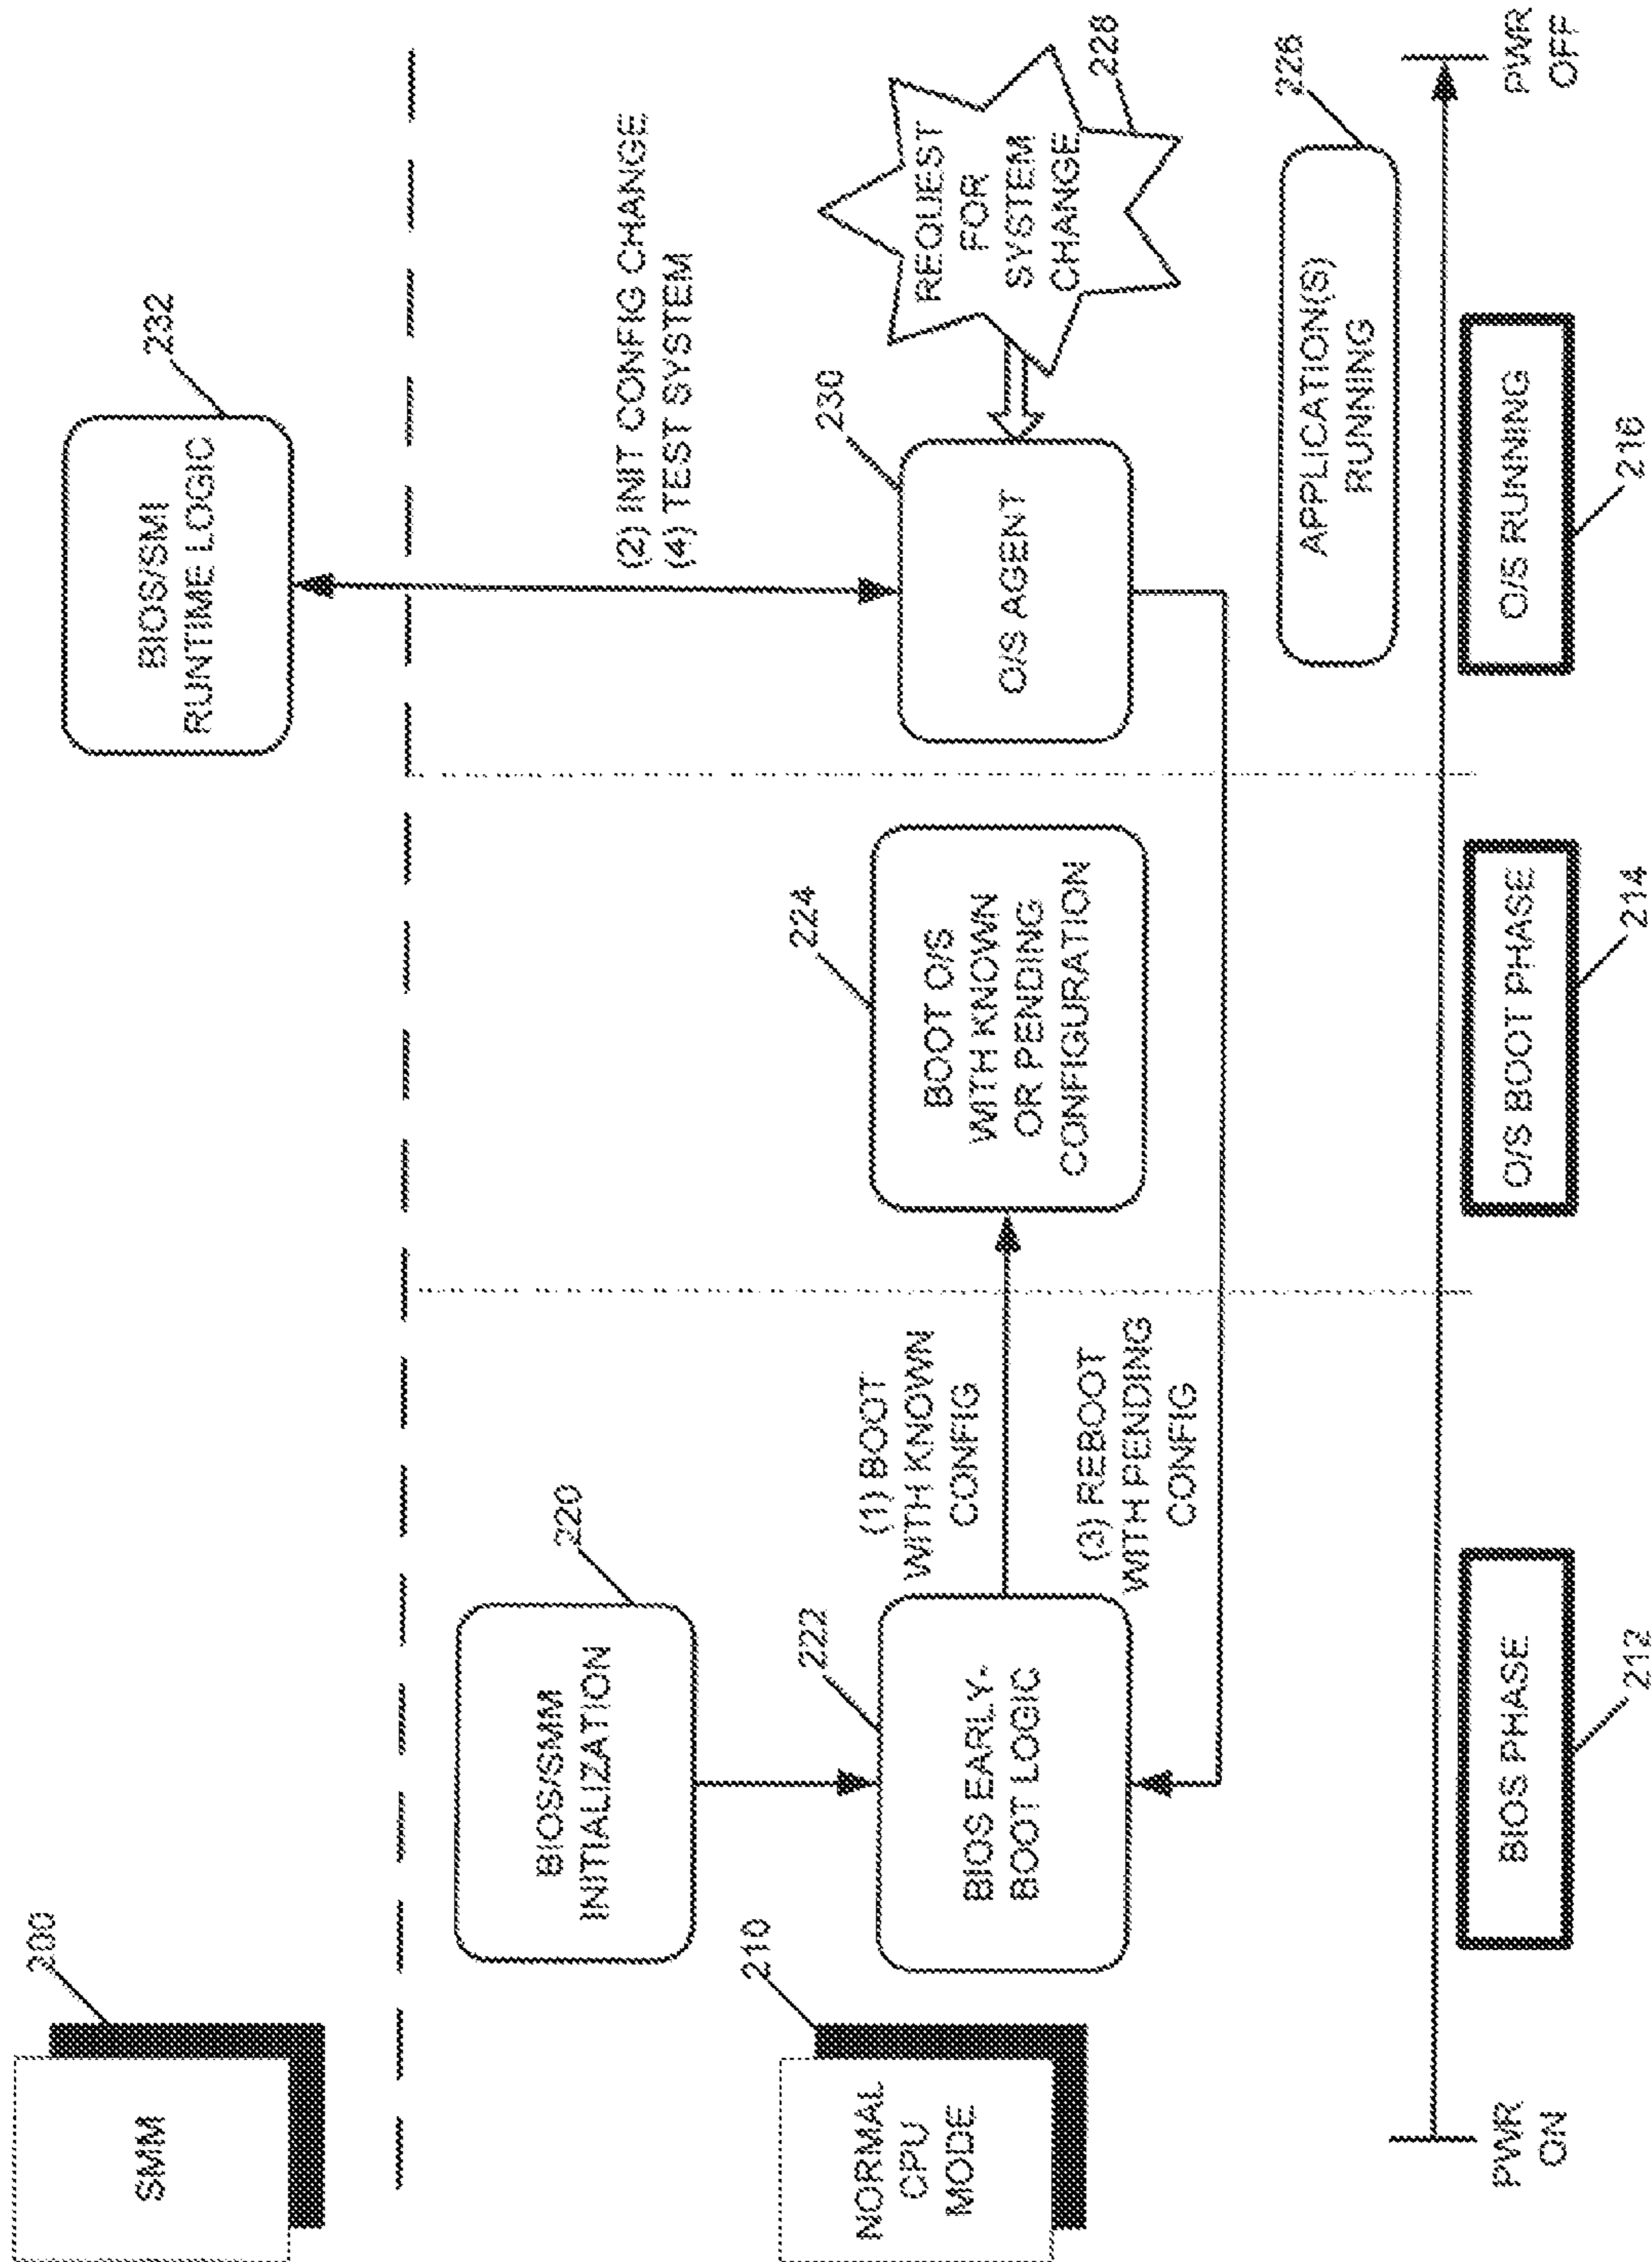 SMM
200
BIOS/SMI
RUNTIME LOGIC
232
NORMAL
CPU
MODE
210
BIOS/SMM
INITIALIZATION
220
BIOS EARLY-
BOOT LOGIC
222
(1) BOOT
WITH KNOWN
CONFIG
(3) REBOOT
WITH PENDING
CONFIG
BOOT O/S
WITH KNOWN
OR PENDING
CONFIGURATION
224
(2) INIT CONFIG CHANGE
(4) TEST SYSTEM
O/S AGENT
230
REQUEST
FOR
SYSTEM
CHANGE
228
APPLICATION(S)
RUNNING
226
PWR
ON
BIOS PHASE
212
O/S BOOT PHASE
214
O/S RUNNING
216
PWR
OFF